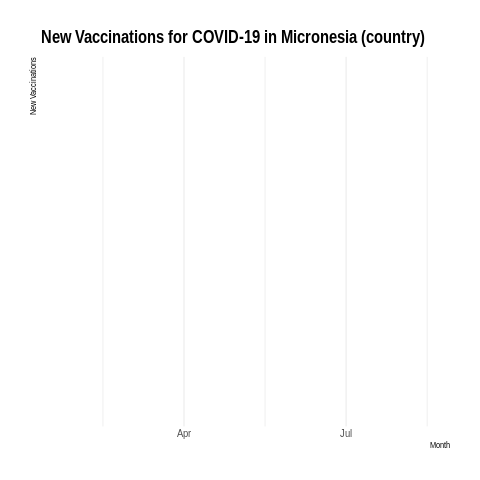 New Vaccinations for COVID-19 in Micronesia (country)
New Vaccinations
Apr Jul
Month